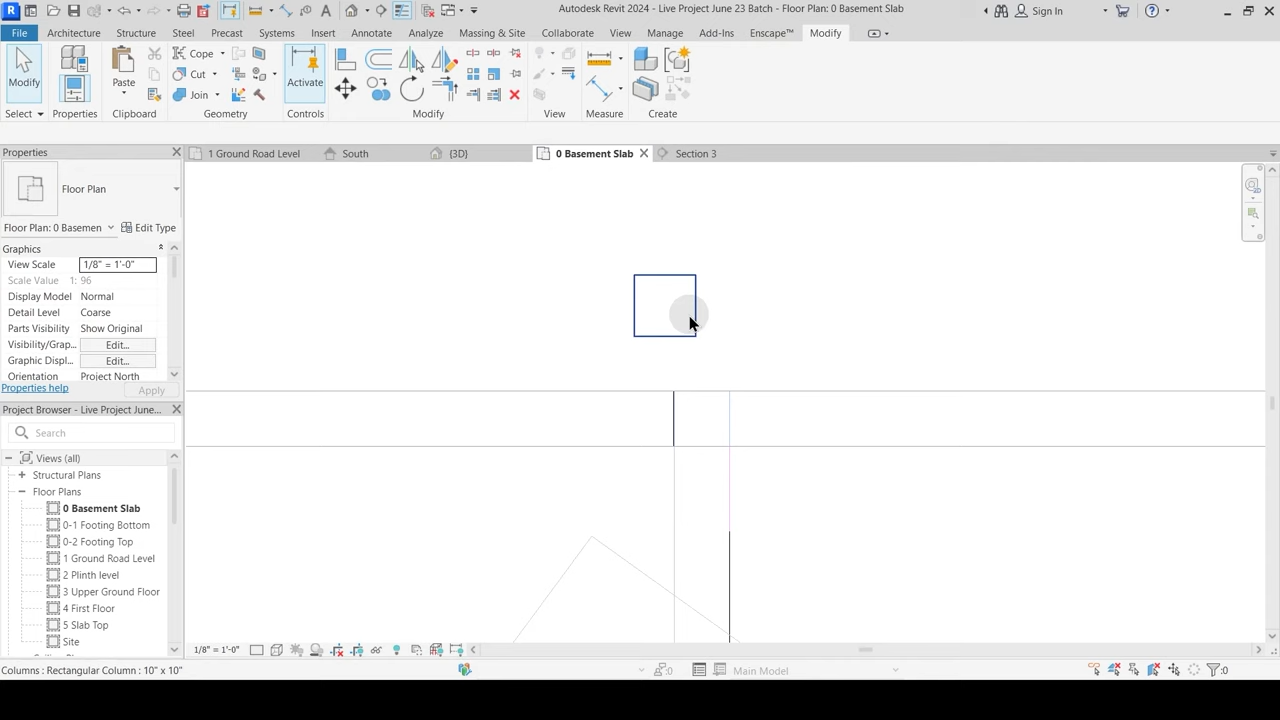 Autodesk Revit 2024 - Live Project June 23 Batch - Floor Plan: 0 Basement Slab
Sign In
File Architecture Structure Steel Precast Systems Insert Annotate Analyze Massing & Site Collaborate View Manage Add-Ins Enscape™ Modify
Modify
Paste
Cope
Cut
Join
Activate
Select Properties Clipboard Geometry Controls Modify View Measure Create
Properties
1 Ground Road Level South {3D} 0 Basement Slab Section 3
Floor Plan
Floor Plan: 0 Basemen Edit Type
Graphics
View Scale 1/8" = 1'-0"
Scale Value 1: 96
Display Model Normal
Detail Level Coarse
Parts Visibility Show Original
Visibility/Grap... Edit...
Graphic Displ... Edit...
Orientation Project North
Properties help Apply
Project Browser - Live Project June...
Search
Views (all)
Structural Plans
Floor Plans
0 Basement Slab
0-1 Footing Bottom
0-2 Footing Top
1 Ground Road Level
2 Plinth level
3 Upper Ground Floor
4 First Floor
5 Slab Top
Site
1/8" = 1'-0"
Columns : Rectangular Column : 10" x 10" :0 Main Model :0